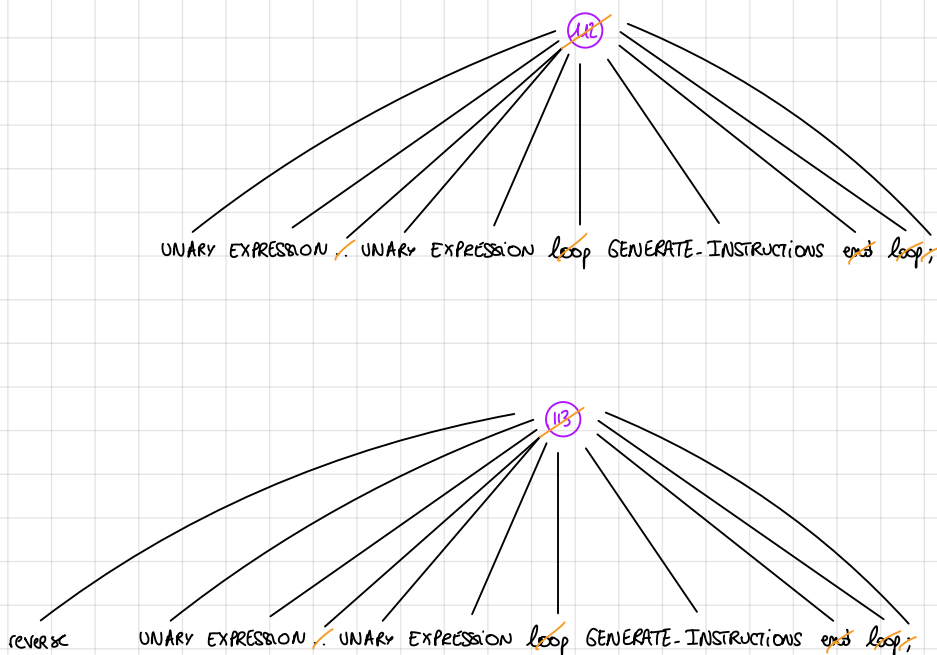 112
UNARY EXPRESSION .. UNARY EXPRESSION loop GENERATE-INSTRUCTIONS end loop;
113
reverse UNARY EXPRESSION .. UNARY EXPRESSION loop GENERATE-INSTRUCTIONS end loop;